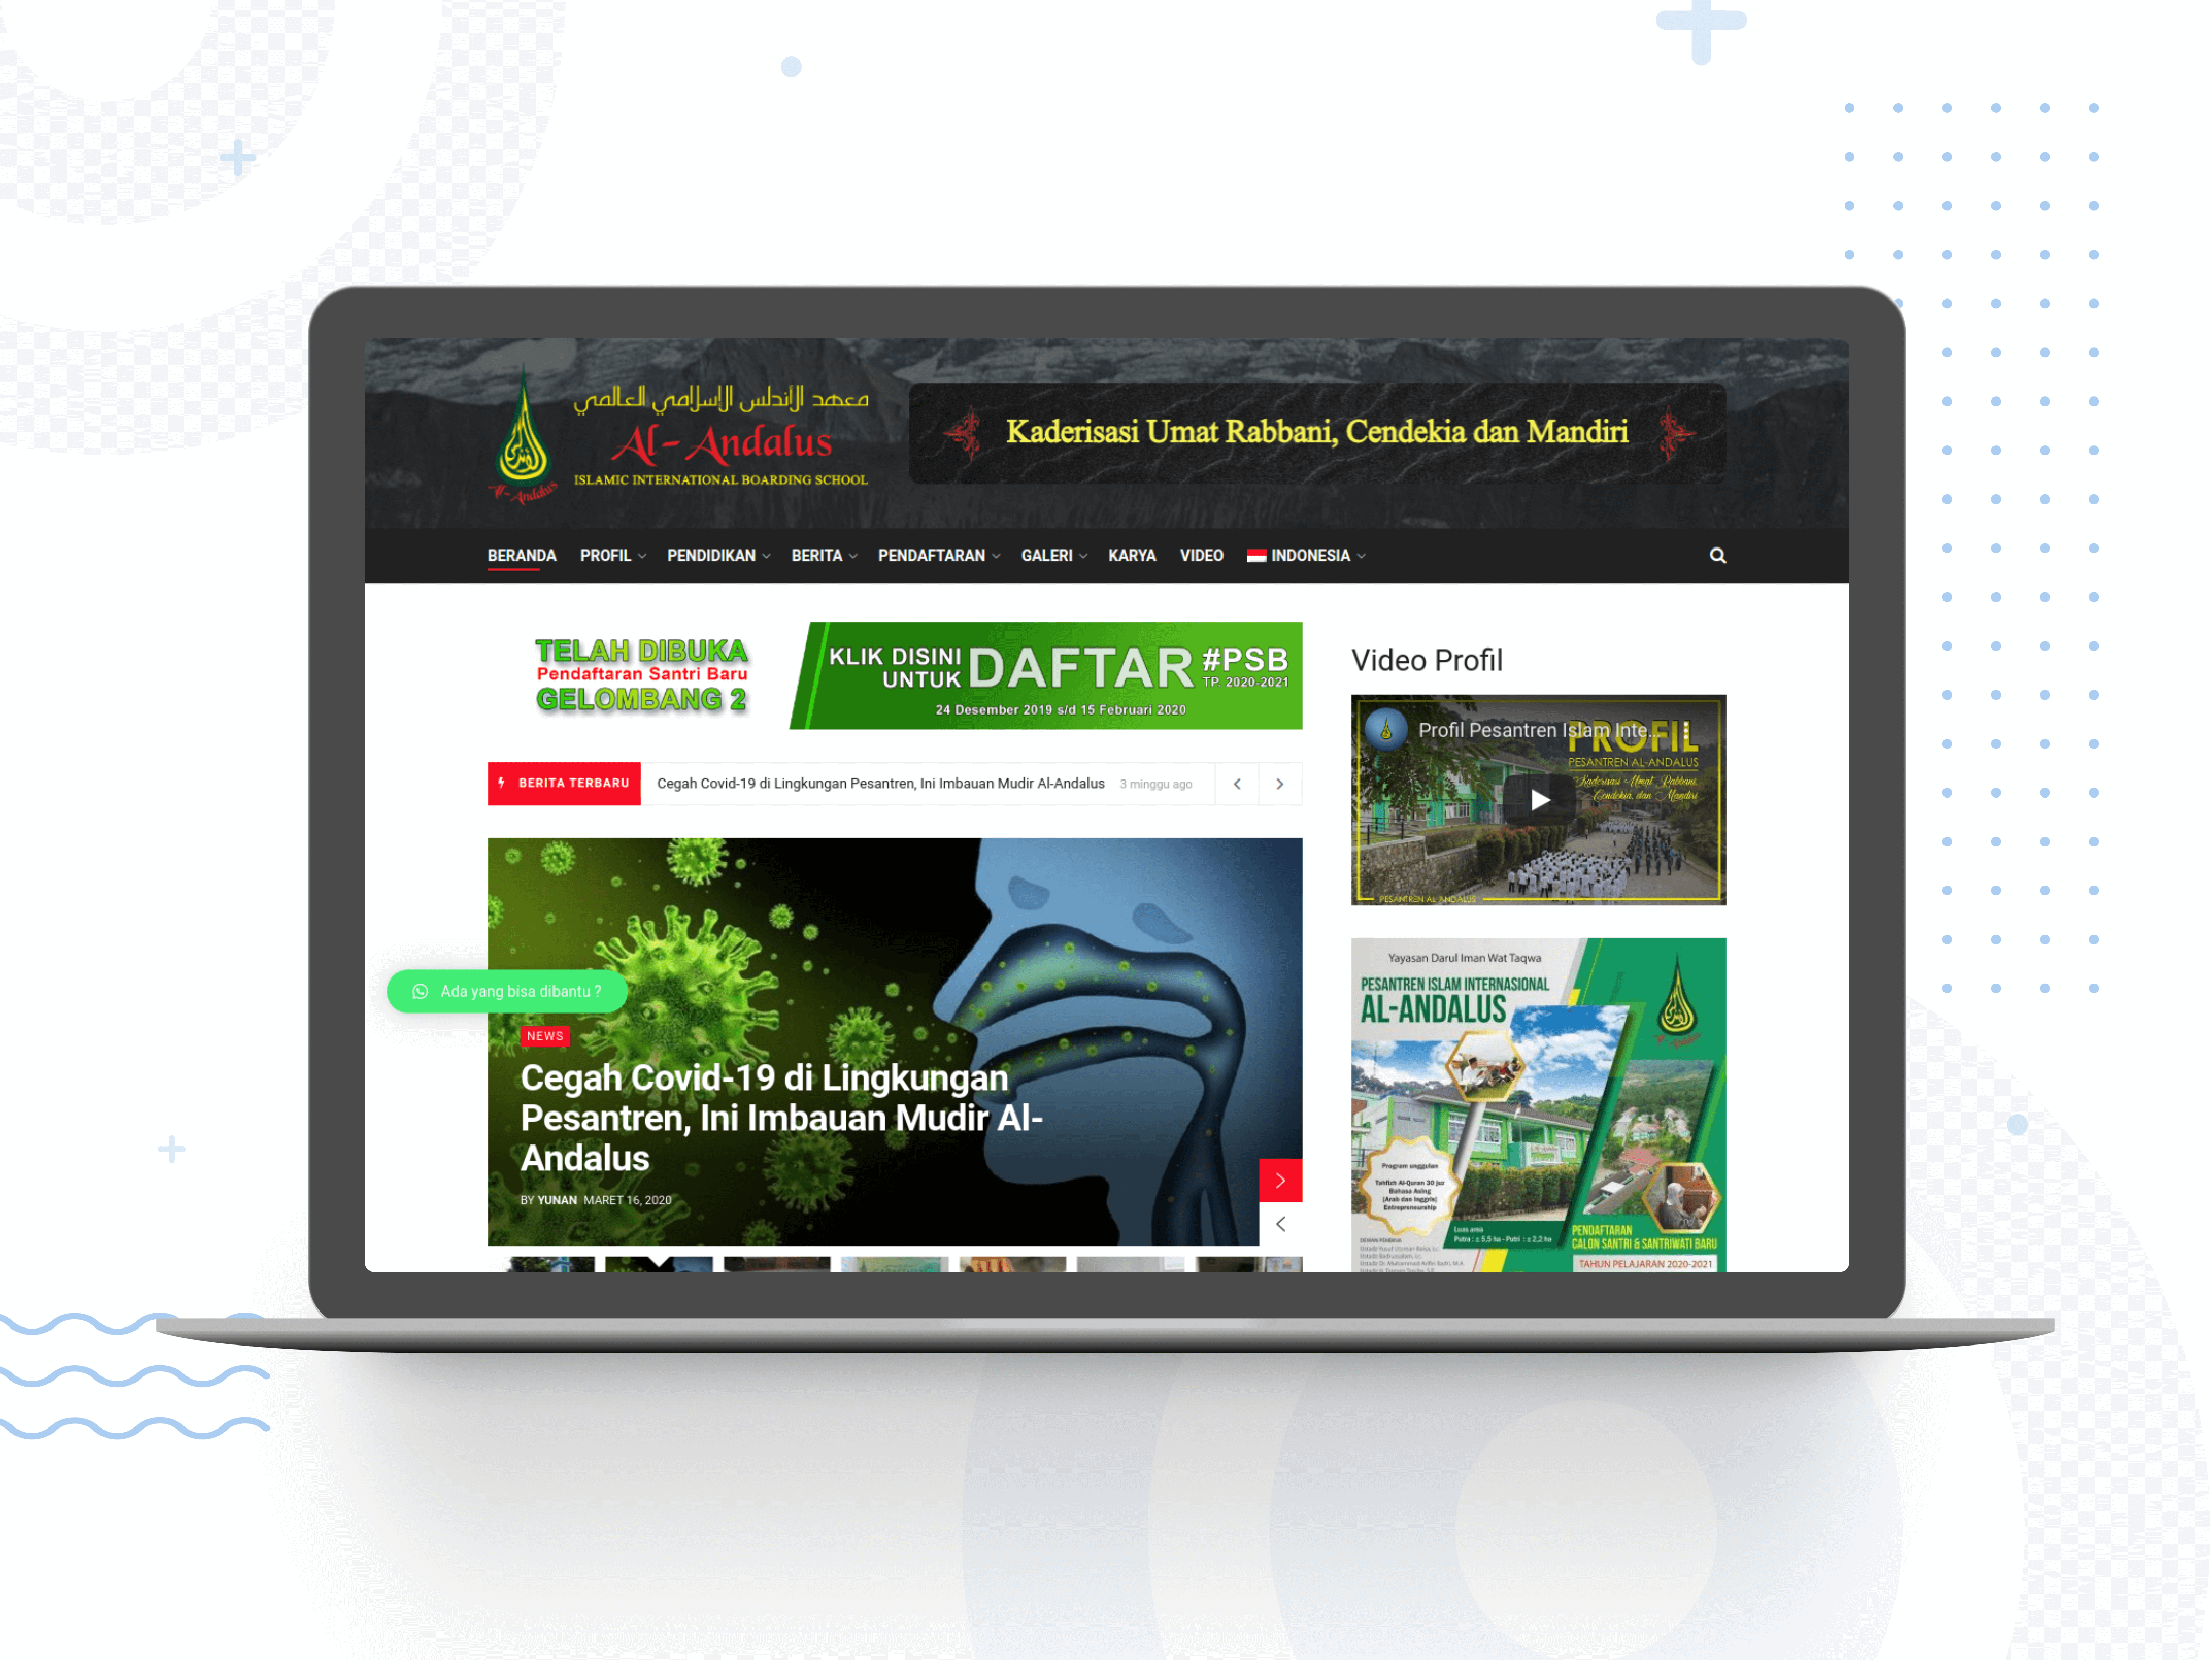 معهد الأندلس الإسلامي العالمي
Al-Andalus
ISLAMIC INTERNATIONAL BOARDING SCHOOL
Al-Andalus
Kaderisasi Umat Rabbani, Cendekia dan Mandiri
BERANDA PROFIL PENDIDIKAN BERITA PENDAFTARAN GALERI KARYA VIDEO INDONESIA
TELAH DIBUKA
Pendaftaran Santri Baru
GELOMBANG 2
KLIK DISINI
UNTUK
DAFTAR
#PSB
TP. 2020-2021
24 Desember 2019 s/d 15 Februari 2020
BERITA TERBARU Cegah Covid-19 di Lingkungan Pesantren, Ini Imbauan Mudir Al-Andalus 3 minggu ago
Ada yang bisa dibantu ?
NEWS
Cegah Covid-19 di Lingkungan
Pesantren, Ini Imbauan Mudir Al-
Andalus
BY YUNAN MARET 16, 2020
Video Profil
Profil Pesantren Islam Inte...
PROFIL
PESANTREN AL-ANDALUS
Kaderisasi Umat Rabbani,
Cendekia, dan Mandiri
PESANTREN AL ANDALUS
Yayasan Darul Iman Wat Taqwa
PESANTREN ISLAM INTERNASIONAL
AL-ANDALUS
Program unggulan
Tahfizh Al-Quran 30 juz
Bahasa Asing
(Arab dan Inggris)
Entrepreneurship
Luas area
Putra : ± 5,5 ha - Putri : ± 2,2 ha
PENDAFTARAN
CALON SANTRI & SANTRIWATI BARU
TAHUN PELAJARAN 2020-2021